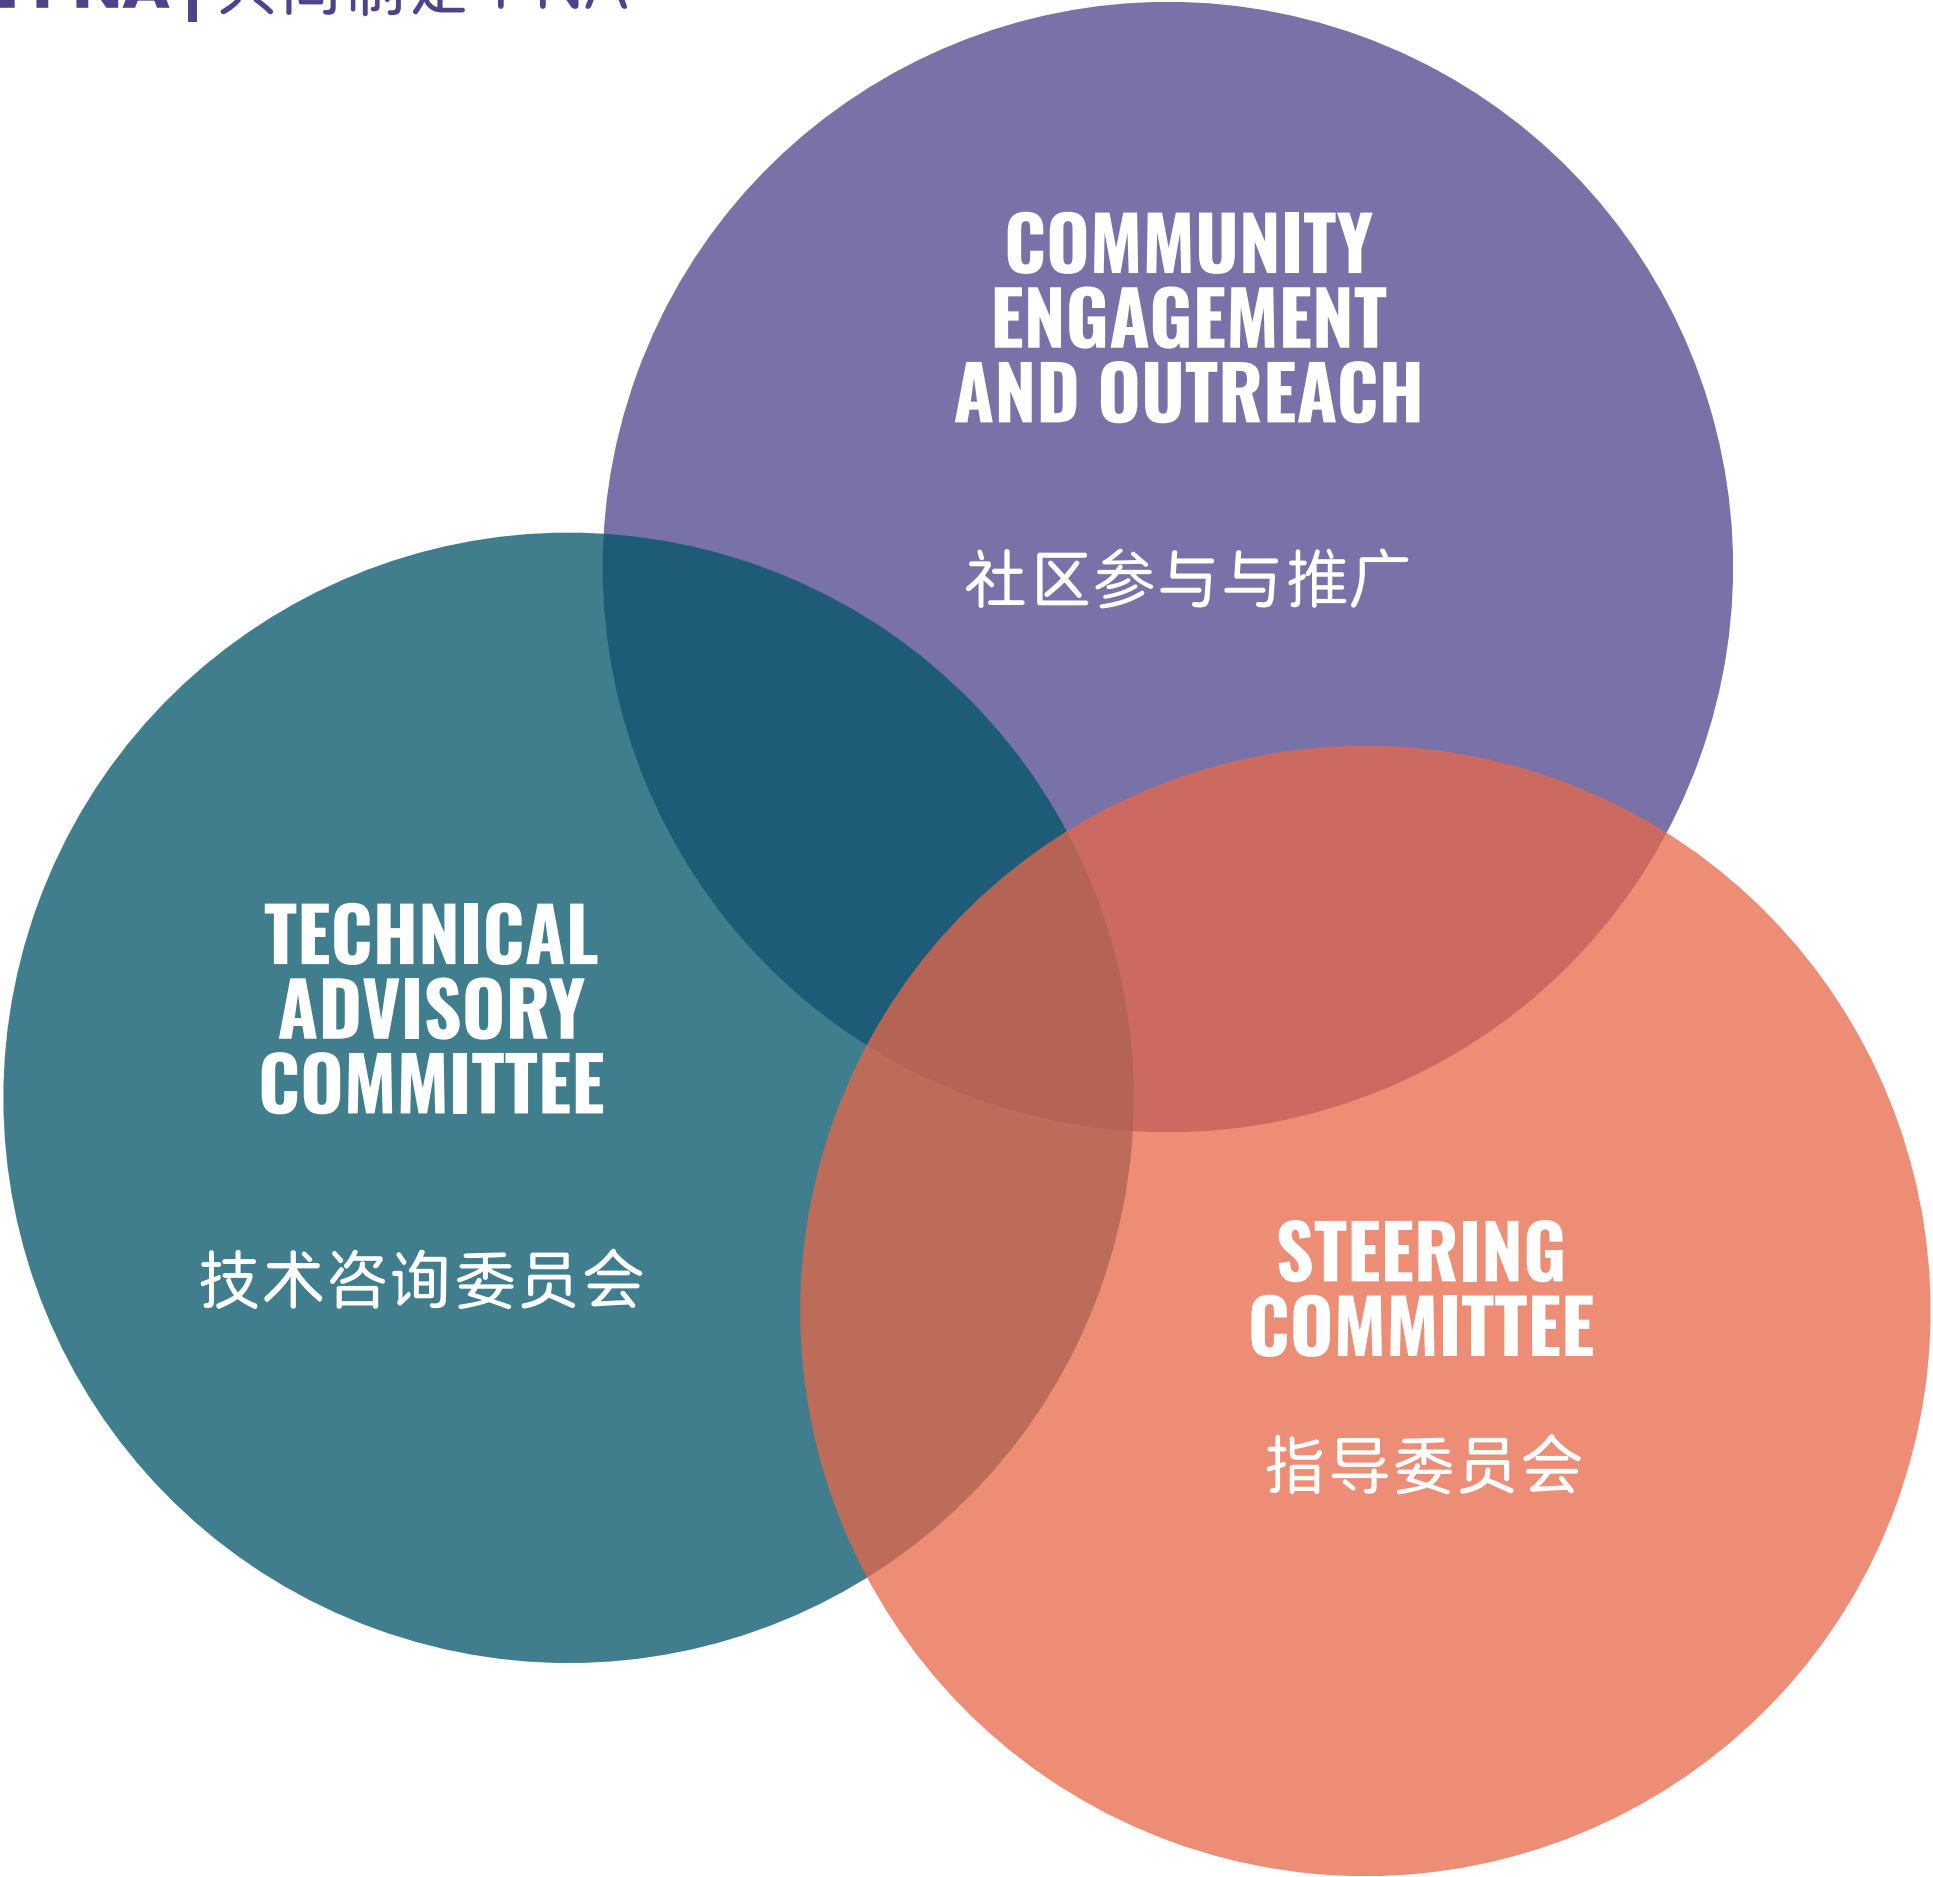 COMMUNITY
ENGAGEMENT
AND OUTREACH
社区参与与推广
TECHNICAL
ADVISORY
COMMITTEE
技术咨询委员会
STEERING
COMMITTEE
指导委员会